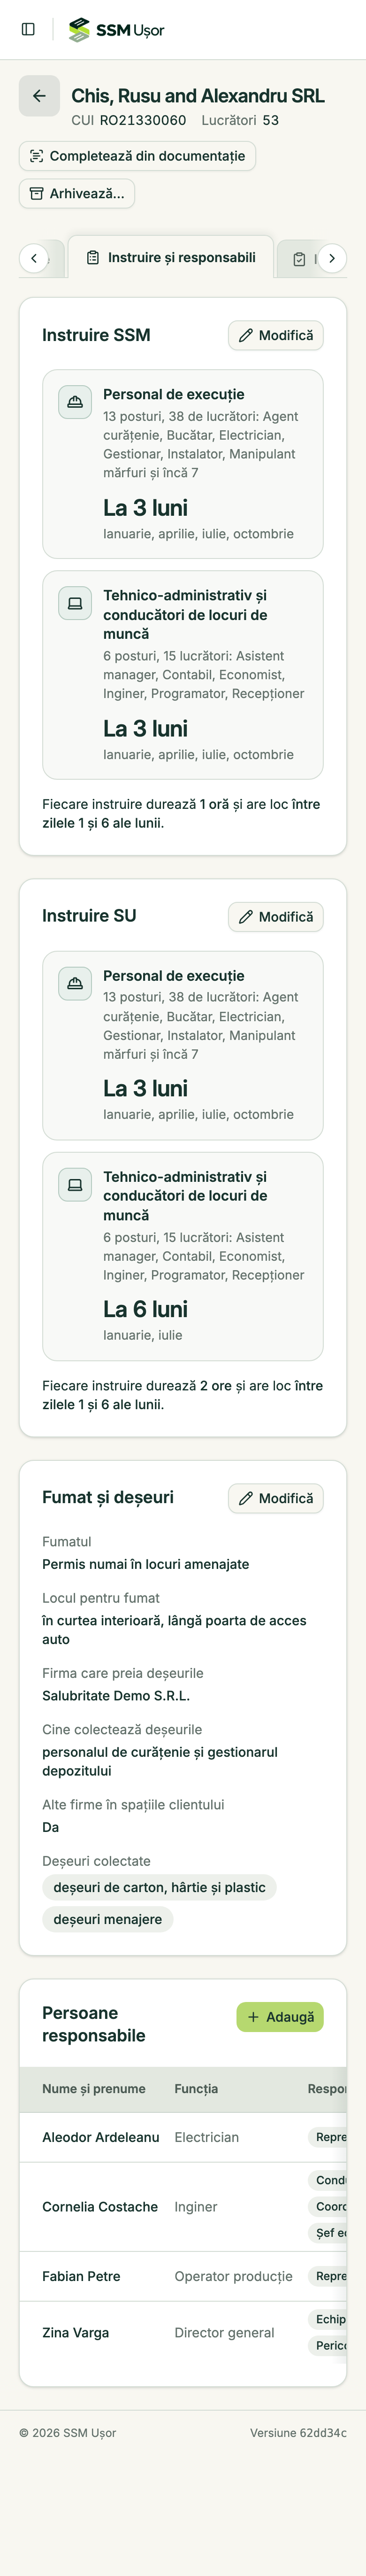 SSM Ușor
Chis, Rusu and Alexandru SRL
CUI RO21330060 Lucrători 53
Completează din documentație
Arhivează...
Instruire și responsabili
Instruire SSM
Modifică
Personal de execuție
13 posturi, 38 de lucrători: Agent
curățenie, Bucătar, Electrician,
Gestionar, Instalator, Manipulant
mărfuri și încă 7
La 3 luni
Ianuarie, aprilie, iulie, octombrie
Tehnico-administrativ și
conducători de locuri de
muncă
6 posturi, 15 lucrători: Asistent
manager, Contabil, Economist,
Inginer, Programator, Recepționer
La 3 luni
Ianuarie, aprilie, iulie, octombrie
Fiecare instruire durează 1 oră și are loc între
zilele 1 și 6 ale lunii.
Instruire SU
Modifică
Personal de execuție
13 posturi, 38 de lucrători: Agent
curățenie, Bucătar, Electrician,
Gestionar, Instalator, Manipulant
mărfuri și încă 7
La 3 luni
Ianuarie, aprilie, iulie, octombrie
Tehnico-administrativ și
conducători de locuri de
muncă
6 posturi, 15 lucrători: Asistent
manager, Contabil, Economist,
Inginer, Programator, Recepționer
La 6 luni
Ianuarie, iulie
Fiecare instruire durează 2 ore și are loc între
zilele 1 și 6 ale lunii.
Fumat și deșeuri
Modifică
Fumatul
Permis numai în locuri amenajate
Locul pentru fumat
în curtea interioară, lângă poarta de acces
auto
Firma care preia deșeurile
Salubritate Demo S.R.L.
Cine colectează deșeurile
personalul de curățenie și gestionarul
depozitului
Alte firme în spațiile clientului
Da
Deșeuri colectate
deșeuri de carton, hârtie și plastic
deșeuri menajere
Persoane
responsabile
Adaugă
Nume și prenume Funcția
Aleodor Ardeleanu Electrician
Cornelia Costache Inginer
Șef
Fabian Petre Operator producție
Zina Varga Director general
© 2026 SSM Ușor Versiune 62dd34c